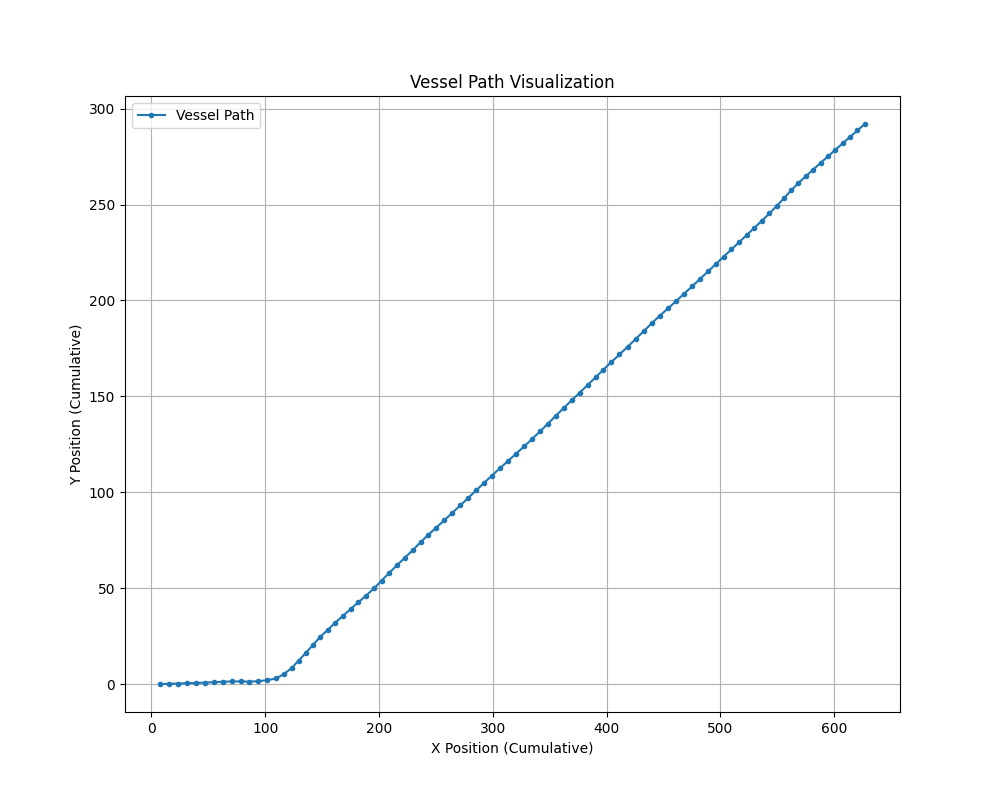 Vessel Path Visualization
Vessel Path
Y Position (Cumulative)
300
250
200
150
100
50
0
0 100 200 300 400 500 600
X Position (Cumulative)